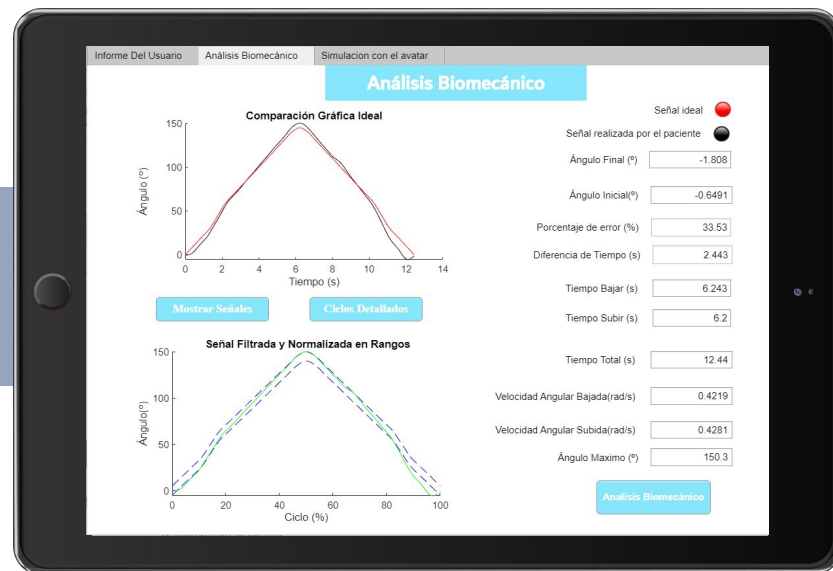 Informe Del Usuario
Análisis Biomecánico
Simulacion con el avatar
Análisis Biomecánico
Comparación Gráfica Ideal
150
100
50
0
Ángulo (º)
0 2 4 6 8 10 12 14
Tiempo (s)
Mostrar Señales
Ciclos Detallados
Señal Filtrada y Normalizada en Rangos
150
100
50
0
Ángulo(º)
0 20 40 60 80 100
Ciclo (%)
Señal ideal
Señal realizada por el paciente
Ángulo Final (º) -1.808
Ángulo Inicial(º) -0.6491
Porcentaje de error (%) 33.53
Diferencia de Tiempo (s) 2.443
Tiempo Bajar (s) 6.243
Tiempo Subir (s) 6.2
Tiempo Total (s) 12.44
Velocidad Angular Bajada(rad/s) 0.4219
Velocidad Angular Subida(rad/s) 0.4281
Ángulo Maximo (º) 150.3
Analisis Biomecánico